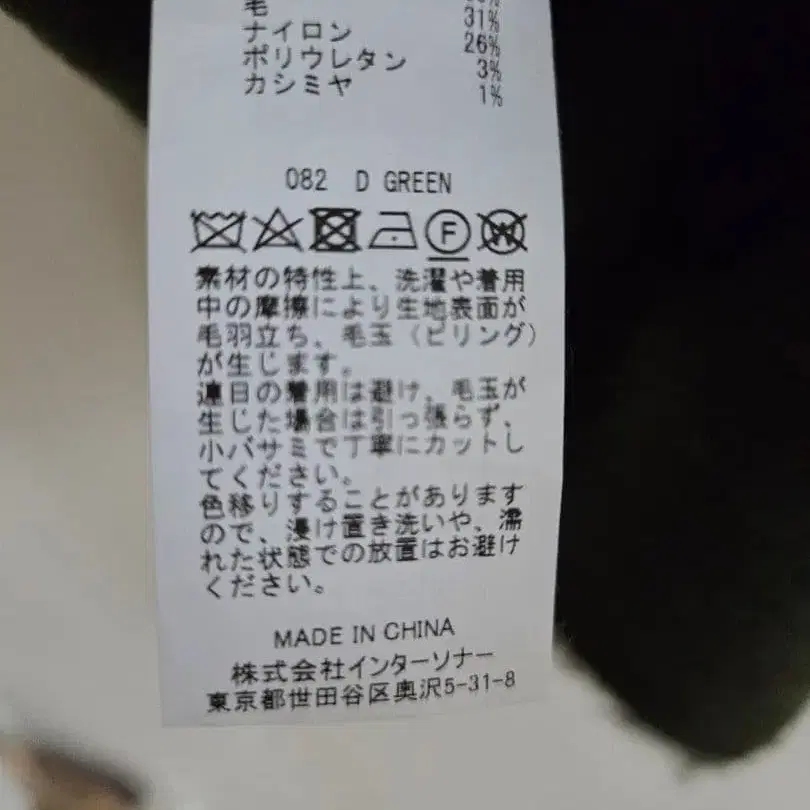 毛 31%
ナイロン 26%
ポリウレタン 3%
カシミヤ 1%
082 D GREEN
F W
素材の特性上、洗濯や着用
中の摩擦により生地表面が
毛羽立ち、毛玉（ピリング）
が生じます。
連日の着用は避け、毛玉が
生じた場合は引っ張らず、
小バサミで丁寧にカットし
てください。
色移りすることがあります
ので、浸け置き洗いや、濡
れた状態での放置はお避け
ください。
MADE IN CHINA
株式会社インターソナー
東京都世田谷区奥沢5-31-8